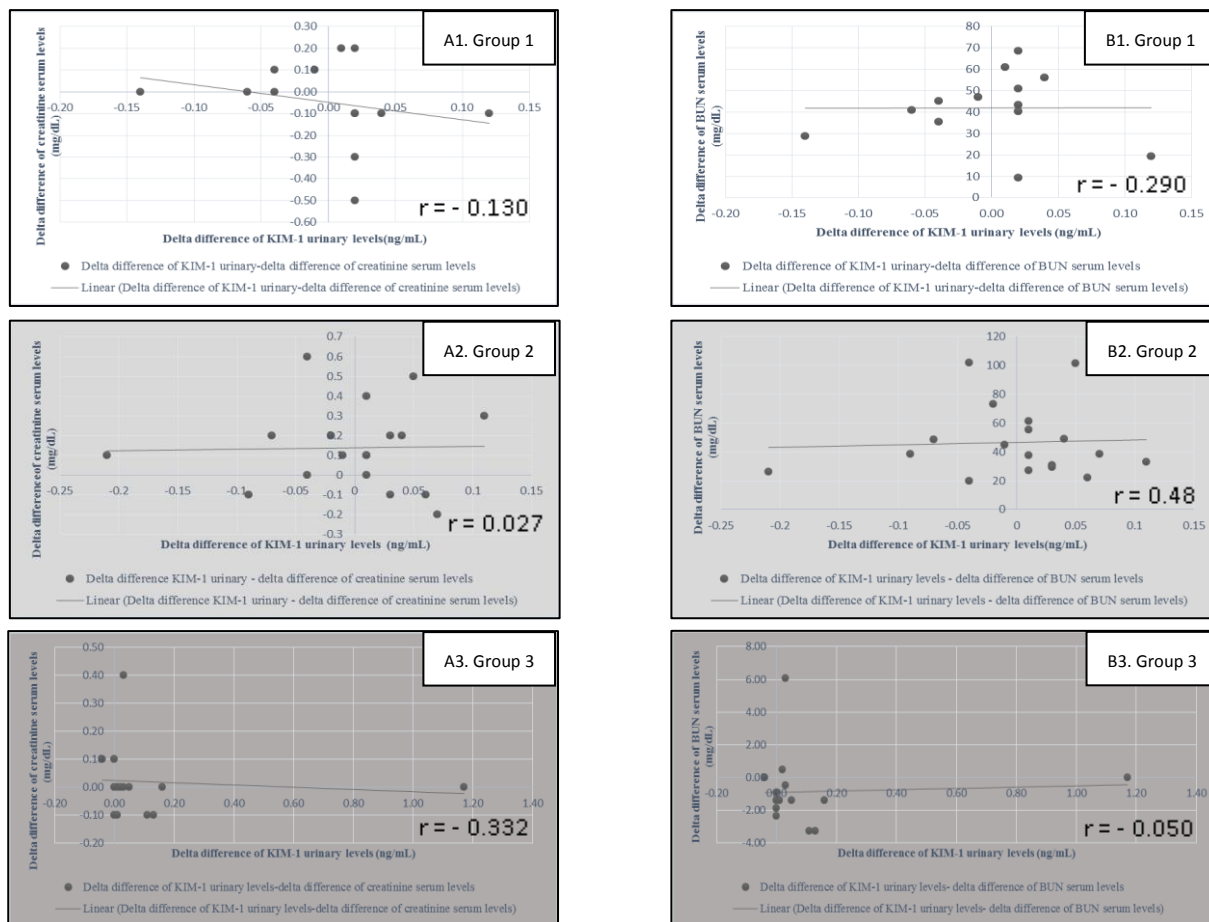 A1. Group 1
Delta difference of creatinine serum levels
(mg/dL)
0.30
0.20
0.10
0.00
-0.10
-0.20
-0.30
-0.40
-0.50
-0.60
-0.20 -0.15 -0.10 -0.05 0.00 0.05 0.10 0.15
r = - 0.130
Delta difference of KIM-1 urinary levels(ng/mL)
Delta difference of KIM-1 urinary-delta difference of creatinine serum levels
Linear (Delta difference of KIM-1 urinary-delta difference of creatinine serum levels)
B1. Group 1
Delta difference of BUN serum levels
(mg/dL)
80
70
60
50
40
30
20
10
0
-0.20 -0.15 -0.10 -0.05 0.00 0.05 0.10 0.15
r = - 0.290
Delta difference of KIM-1 urinary levels (ng/mL)
Delta difference of KIM-1 urinary-delta difference of BUN serum levels
Linear (Delta difference of KIM-1 urinary-delta difference of BUN serum levels)
A2. Group 2
Delta difference of creatinine serum levels
(mg/dL)
0.7
0.6
0.5
0.4
0.3
0.2
0.1
0
-0.1
-0.2
-0.3
-0.25 -0.2 -0.15 -0.1 -0.05 0 0.05 0.1 0.15
r = 0.027
Delta difference of KIM-1 urinary levels (ng/mL)
Delta difference KIM-1 urinary - delta difference of creatinine serum levels
Linear (Delta difference KIM-1 urinary - delta difference of creatinine serum levels)
B2. Group 2
Delta difference of BUN serum levels
(mg/dL)
120
100
80
60
40
20
0
-0.25 -0.2 -0.15 -0.1 -0.05 0 0.05 0.1 0.15
r = 0.48
Delta difference of KIM-1 urinary levels(ng/mL)
Delta difference of KIM-1 urinary levels - delta difference of BUN serum levels
Linear (Delta difference of KIM-1 urinary levels - delta difference of BUN serum levels)
A3. Group 3
Delta difference of creatinine serum levels
(mg/dL)
0.50
0.40
0.30
0.20
0.10
0.00
-0.10
-0.20
-0.20 0.00 0.20 0.40 0.60 0.80 1.00 1.20 1.40
r = - 0.332
Delta difference of KIM-1 urinary levels (ng/mL)
Delta difference of KIM-1 urinary levels-delta difference of creatinine serum levels
Linear (Delta difference of KIM-1 urinary levels-delta difference of creatinine serum levels)
B3. Group 3
Delta difference of BUN serum levels
(mg/dL)
8.00
6.00
4.00
2.00
0.00
-2.00
-4.00
-0.20 0.00 0.20 0.40 0.60 0.80 1.00 1.20 1.40
r = - 0.050
Delta difference of KIM-1 urinary levels (ng/mL)
Delta difference of KIM-1 urinary levels- delta difference of BUN serum levels
Linear (Delta difference of KIM-1 urinary levels- delta difference of BUN serum levels)